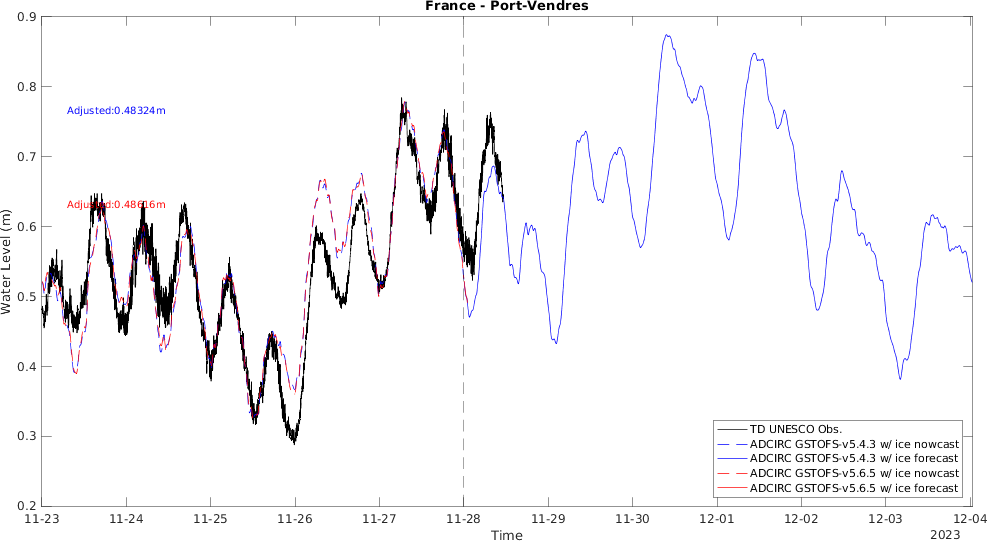 France - Port-Vendres
0.9
0.8
0.7
0.6
0.5
0.4
0.3
0.2
Water Level (m)
Adjusted:0.48324m
Adjusted:0.48616m
TD UNESCO Obs.
ADCIRC GSTOFS-v5.4.3 w/ ice nowcast
ADCIRC GSTOFS-v5.4.3 w/ ice forecast
ADCIRC GSTOFS-v5.6.5 w/ ice nowcast
ADCIRC GSTOFS-v5.6.5 w/ ice forecast
11-23 11-24 11-25 11-26 11-27 11-28 11-29 11-30 12-01 12-02 12-03 12-04
Time
2023